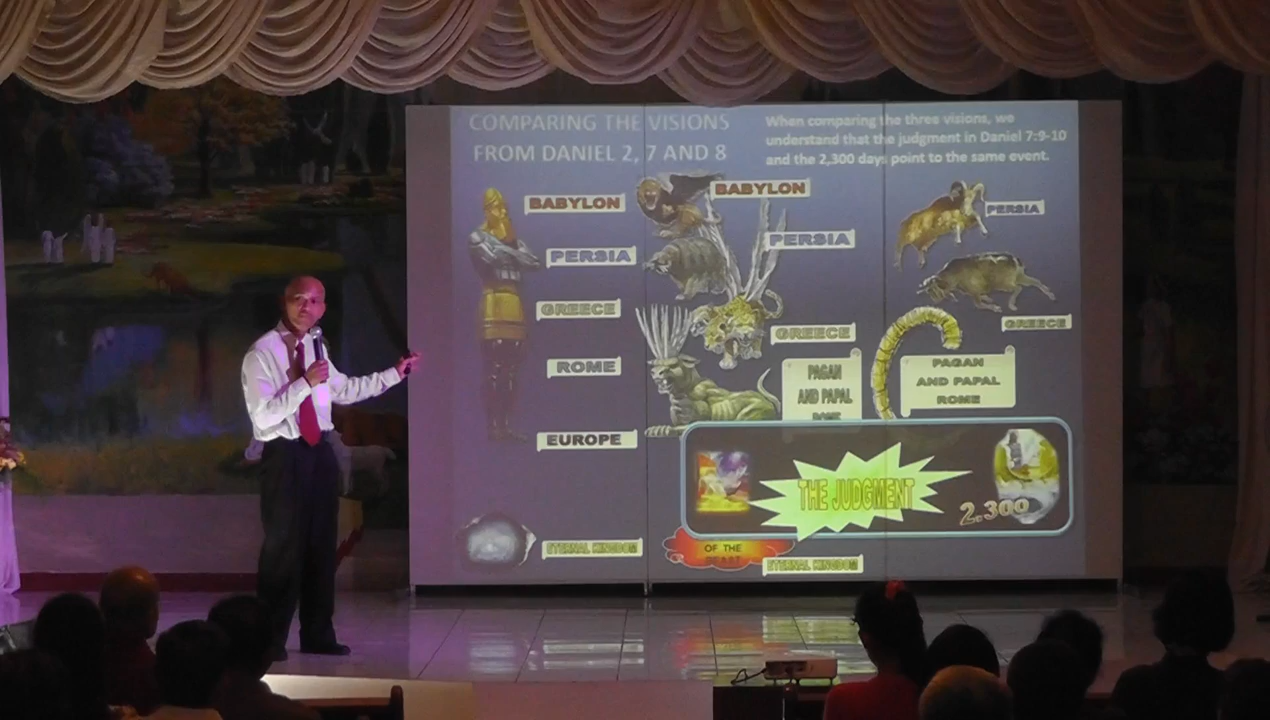 COMPARING THE VISIONS
FROM DANIEL 2, 7 AND 8
When comparing the three visions, we
understand that the judgment in Daniel 7:9-10
and the 2,300 days point to the same event.
BABYLON
PERSIA
GREECE
ROME
EUROPE
ETERNAL KINGDOM
BABYLON
PERSIA
GREECE
PAGAN
AND PAPAL
ROME
OF THE
BEAST
ETERNAL KINGDOM
PERSIA
GREECE
PAGAN
AND PAPAL
ROME
THE JUDGMENT
2.300